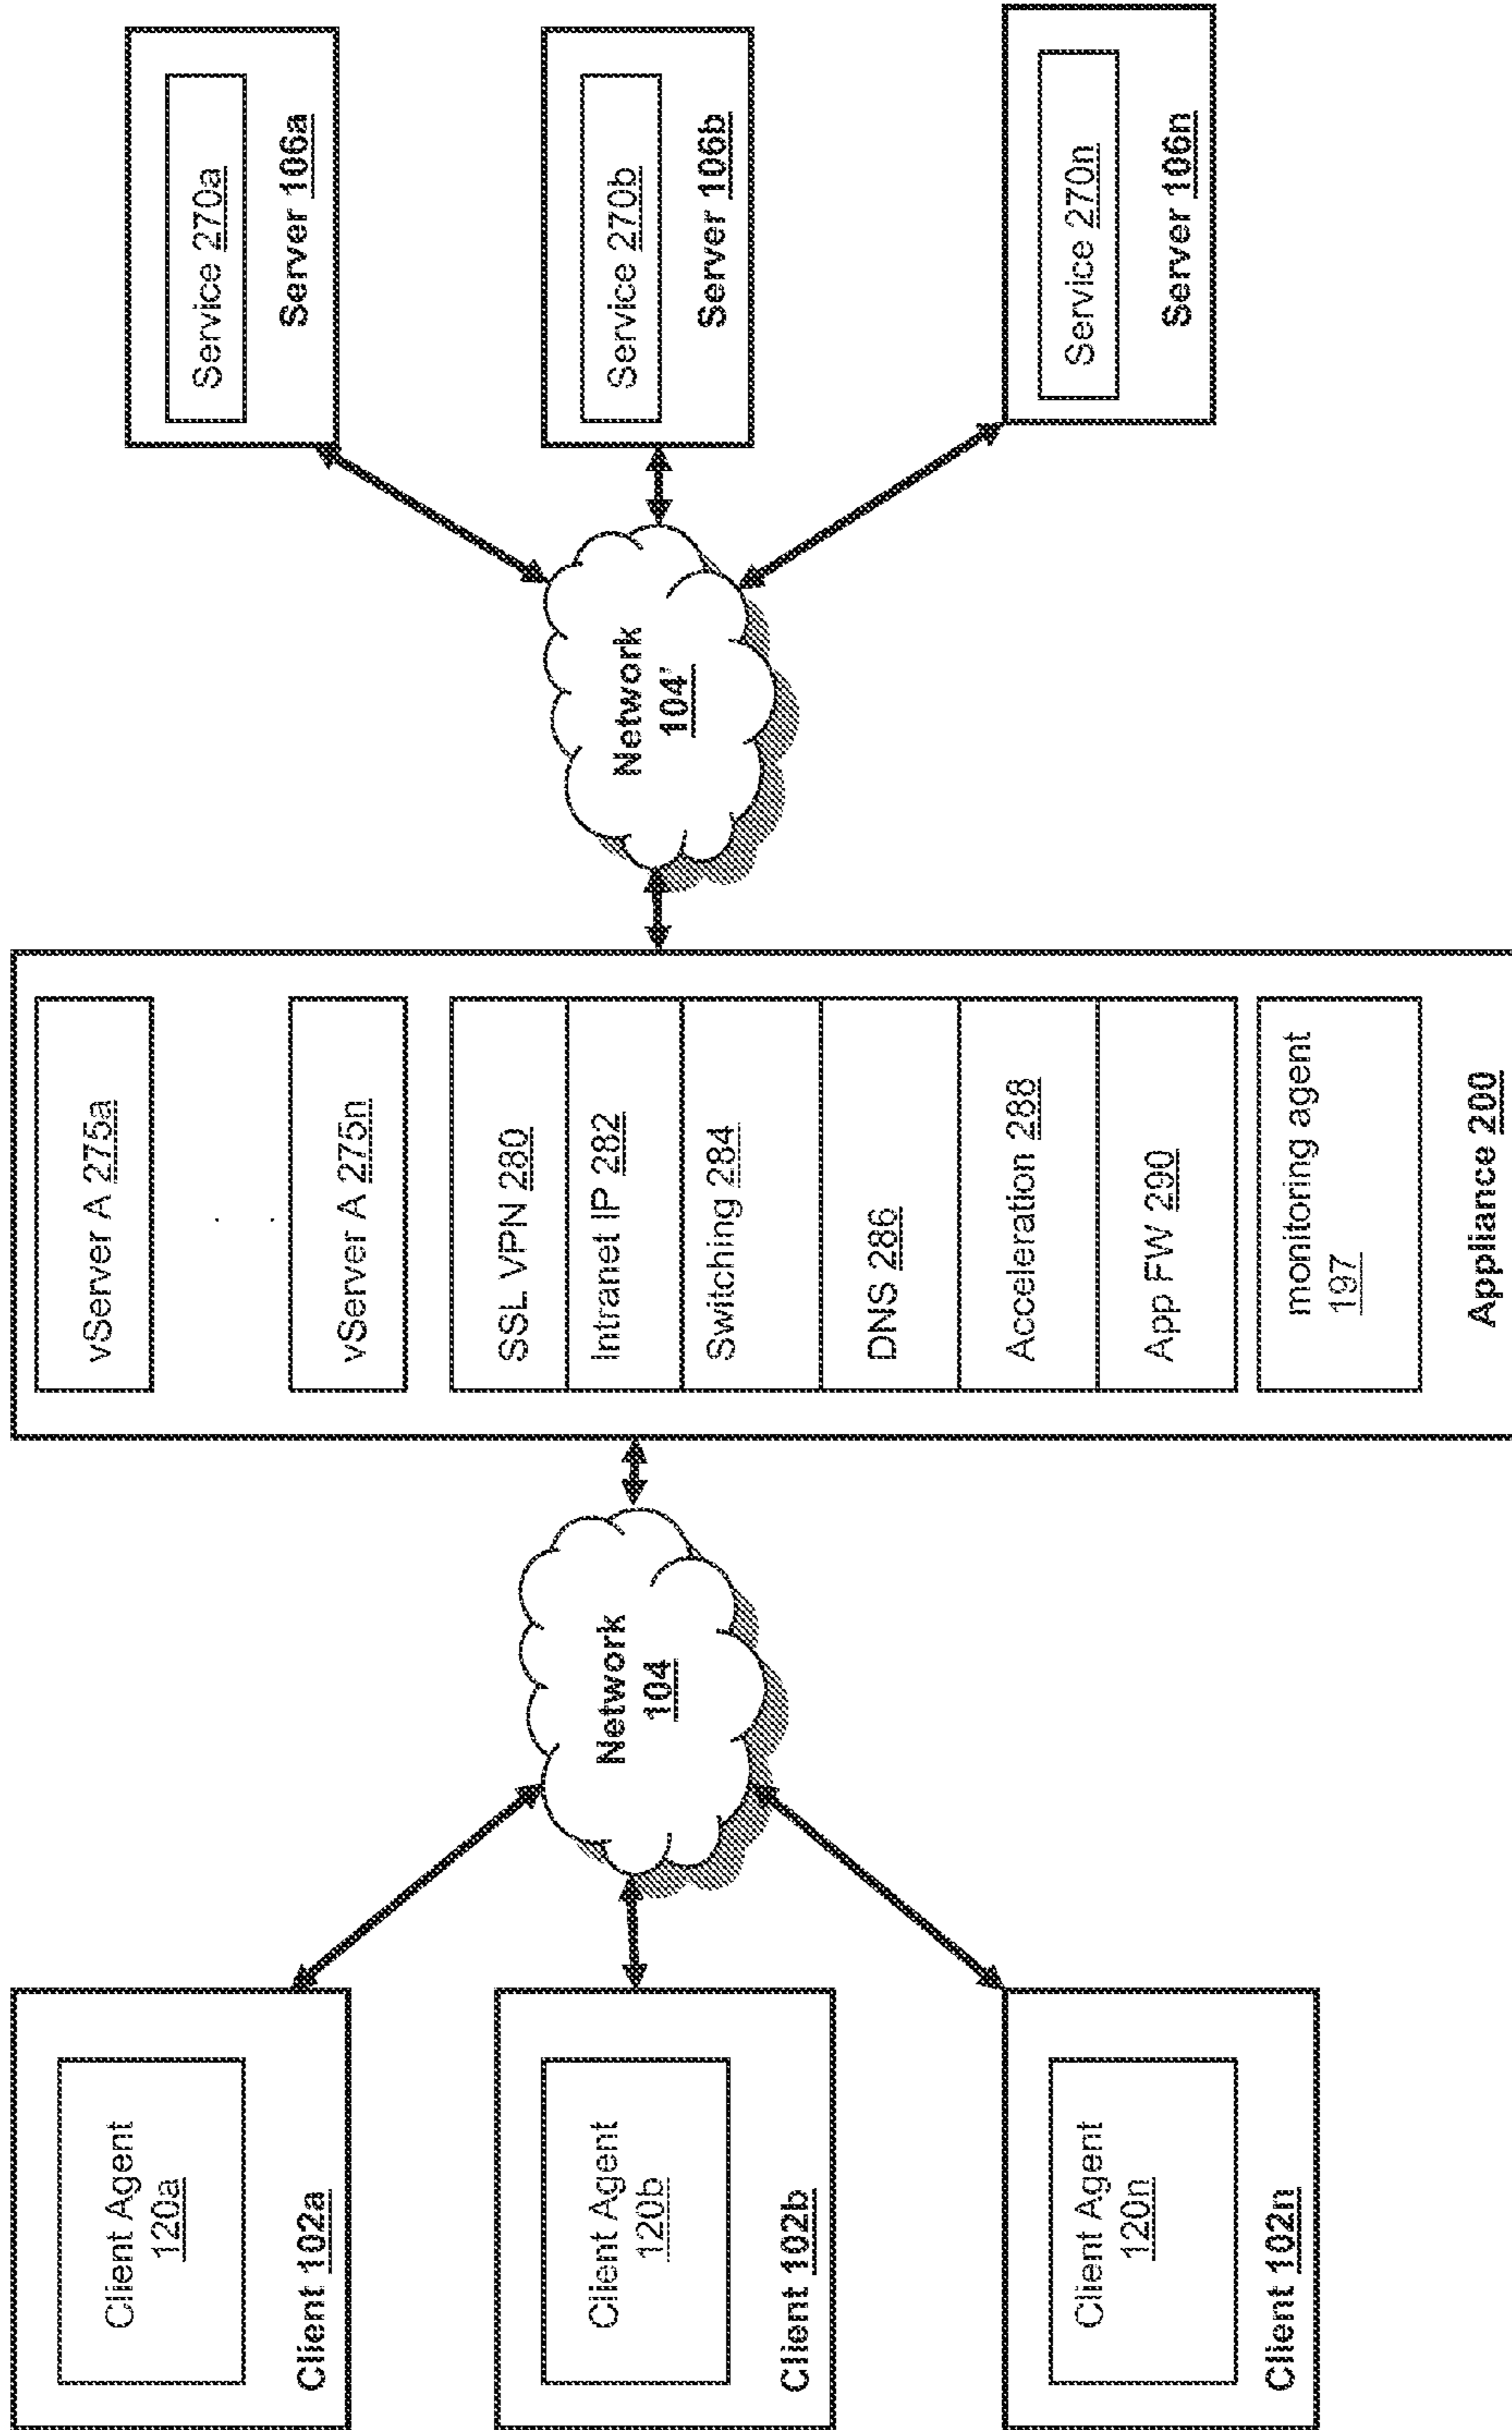 Client Agent
120a
Client 102a
Client Agent
120b
Client 102b
Client Agent
120n
Client 102n
Network
104
vServer A 275a
vServer A 275n
SSL VPN 280
Intranet IP 282
Switching 284
DNS 286
Acceleration 288
App FW 290
monitoring agent
197
Appliance 200
Network
104'
Service 270a
Server 106a
Service 270b
Server 106b
Service 270n
Server 106n